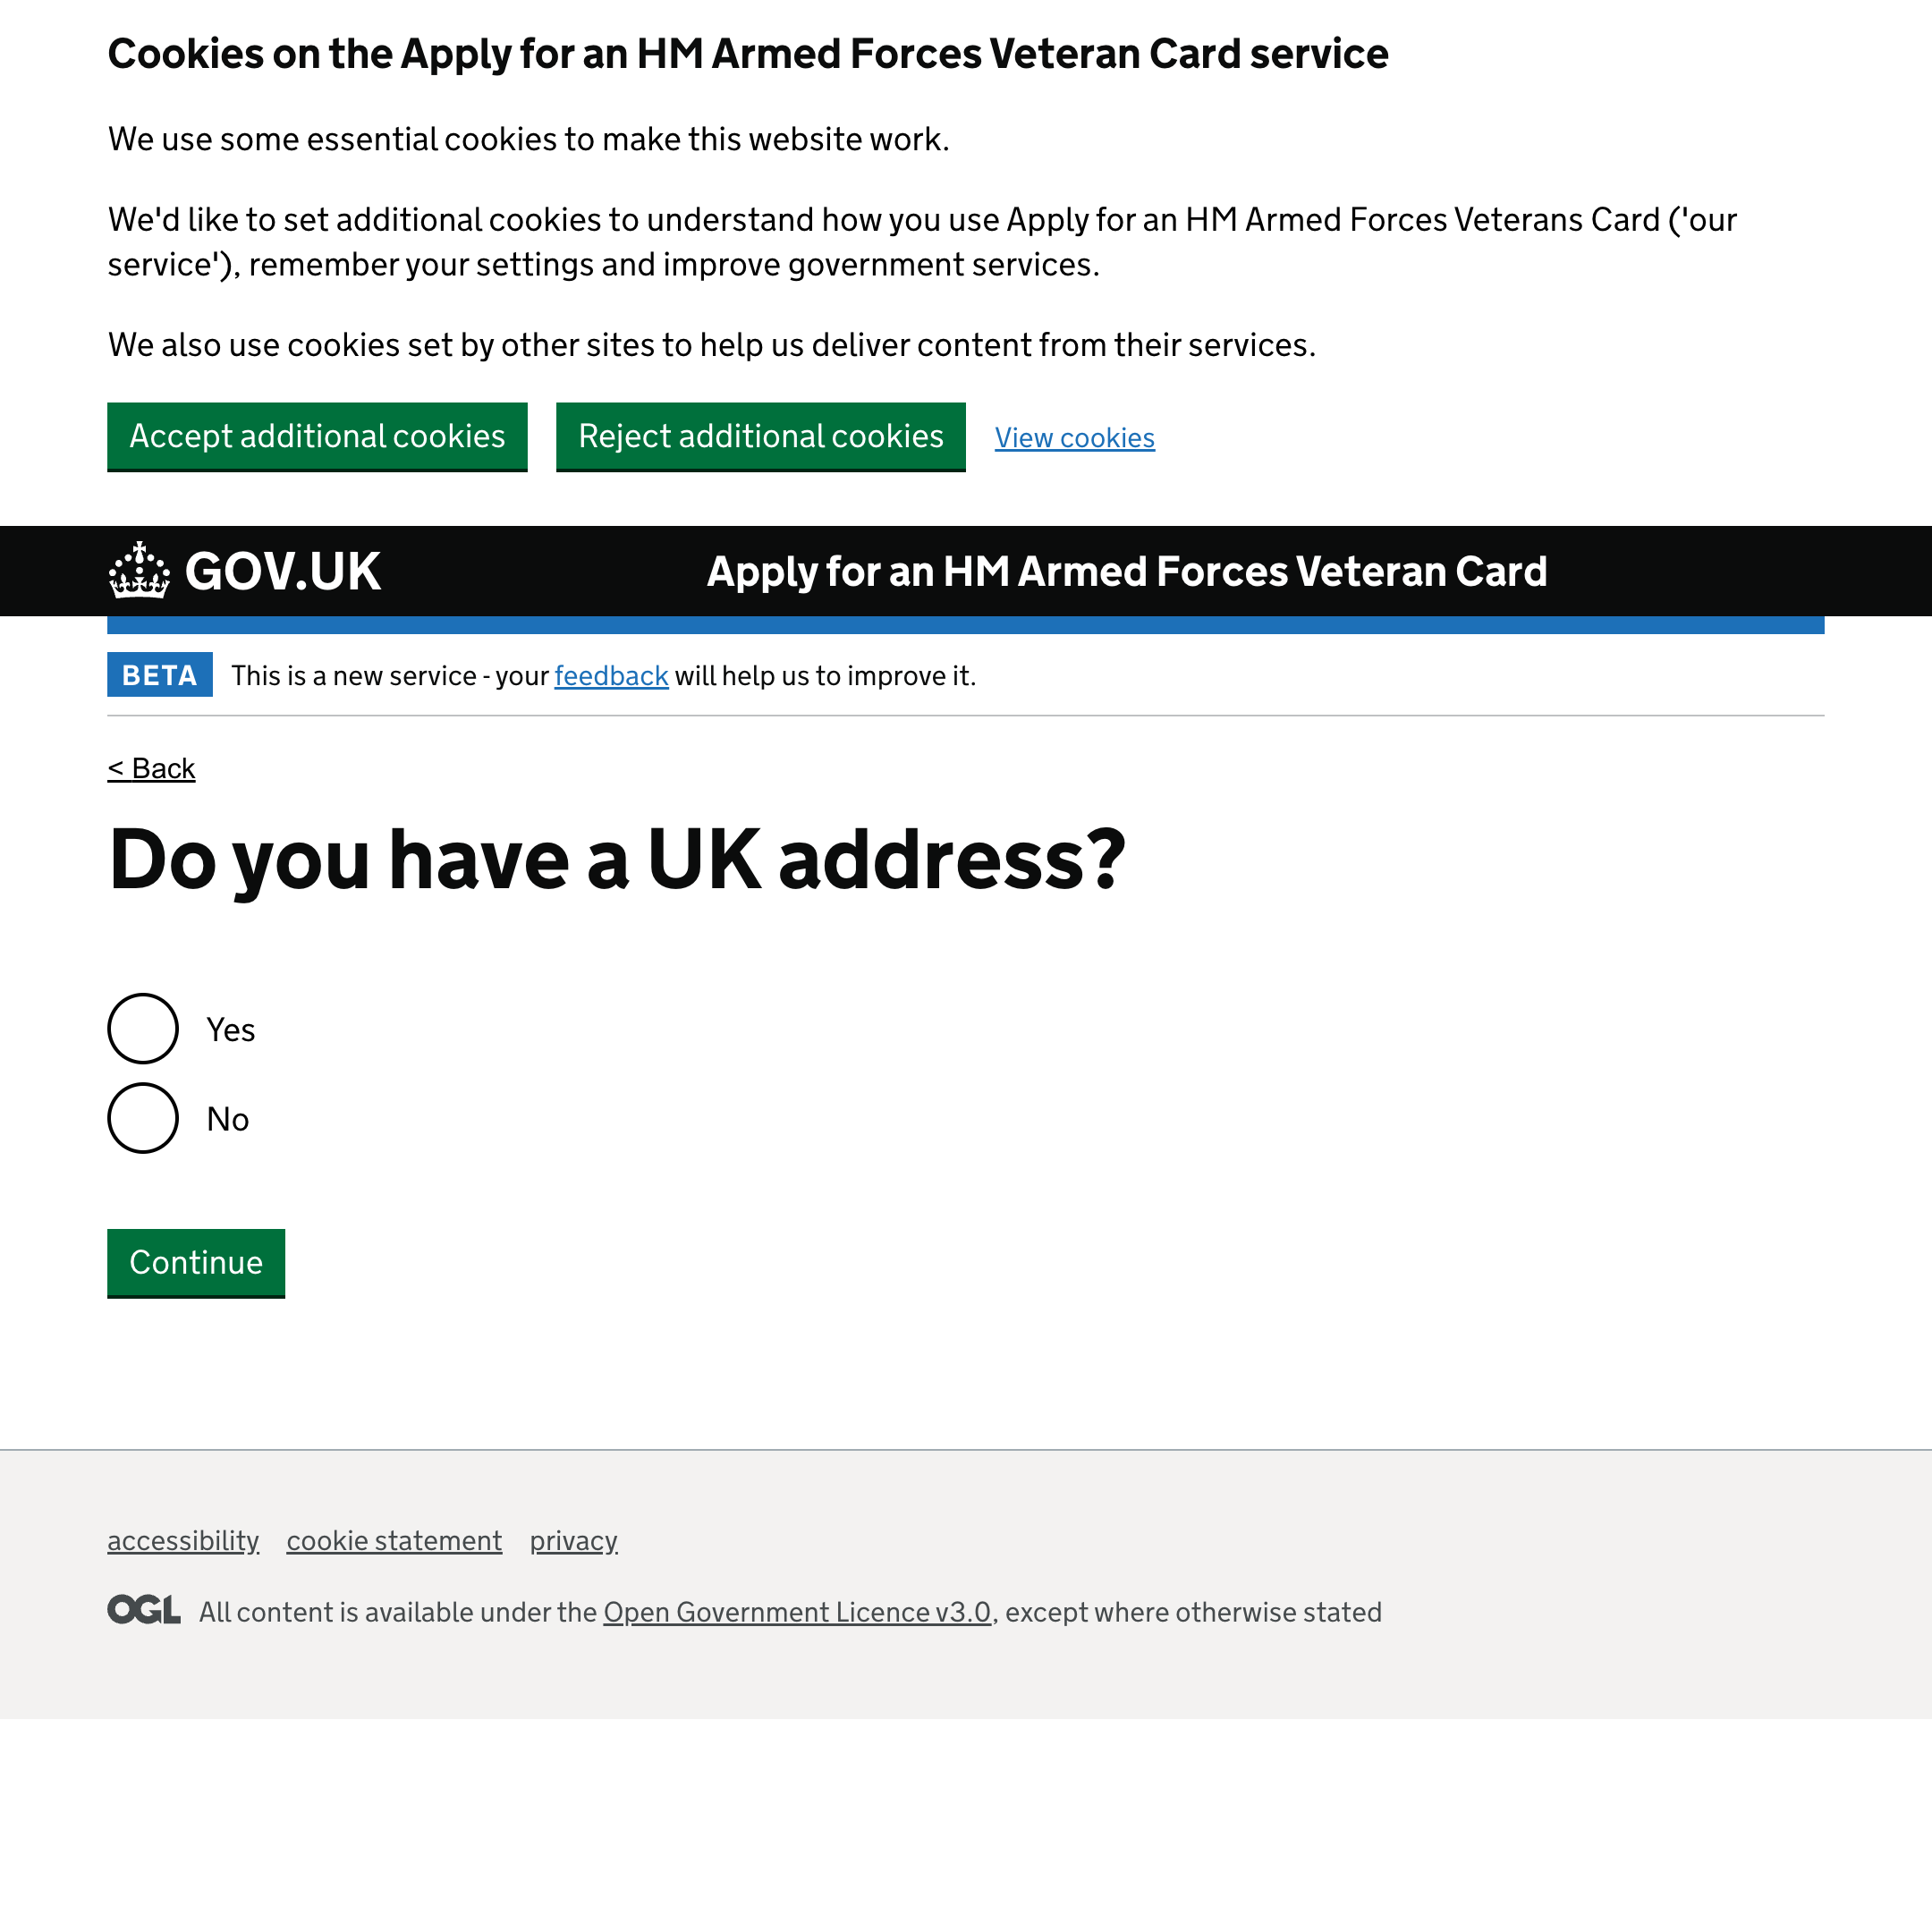 Cookies on the Apply for an HM Armed Forces Veteran Card service
We use some essential cookies to make this website work.
We'd like to set additional cookies to understand how you use Apply for an HM Armed Forces Veterans Card ('our
service'), remember your settings and improve government services.
We also use cookies set by other sites to help us deliver content from their services.
Accept additional cookies Reject additional cookies View cookies
GOV.UK Apply for an HM Armed Forces Veteran Card
BETA This is a new service - your feedback will help us to improve it.
< Back
Do you have a UK address?
Yes
No
Continue
accessibility cookie statement privacy
OGL All content is available under the Open Government Licence v3.0, except where otherwise stated